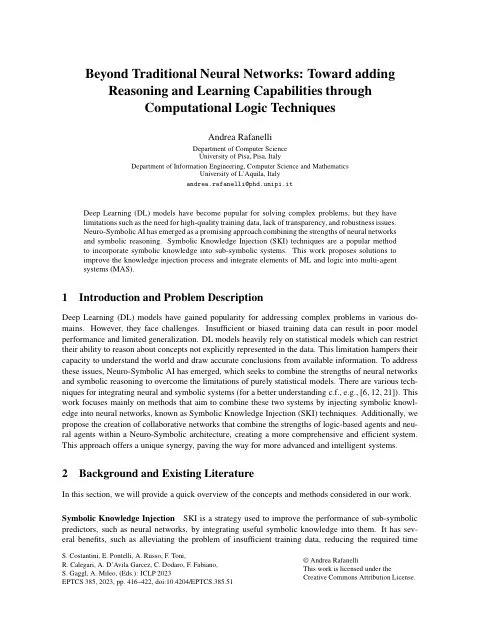 Beyond Traditional Neural Networks: Toward adding
Reasoning and Learning Capabilities through
Computational Logic Techniques
Andrea Rafanelli
Department of Computer Science
University of Pisa, Pisa, Italy
Department of Information Engineering, Computer Science and Mathematics
University of L'Aquila, Italy
andrea.rafanelli@phd.unipi.it
Deep Learning (DL) models have become popular for solving complex problems, but they have
limitations such as the need for high-quality training data, lack of transparency, and robustness issues.
Neuro-Symbolic AI has emerged as a promising approach combining the strengths of neural networks
and symbolic reasoning. Symbolic Knowledge Injection (SKI) techniques are a popular method
to incorporate symbolic knowledge into sub-symbolic systems. This work proposes solutions to
improve the knowledge injection process and integrate elements of ML and logic into multi-agent
systems (MAS).
1 Introduction and Problem Description
Deep Learning (DL) models have gained popularity for addressing complex problems in various do-
mains. However, they face challenges. Insufficient or biased training data can result in poor model
performance and limited generalization. DL models heavily rely on statistical models which can restrict
their ability to reason about concepts not explicitly represented in the data. This limitation hampers their
capacity to understand the world and draw accurate conclusions from available information. To address
these issues, Neuro-Symbolic AI has emerged, which seeks to combine the strengths of neural networks
and symbolic reasoning to overcome the limitations of purely statistical models. There are various tech-
niques for integrating neural and symbolic systems (for a better understanding c.f., e.g., [6, 12, 21]). This
work focuses mainly on methods that aim to combine these two systems by injecting symbolic knowl-
edge into neural networks, known as Symbolic Knowledge Injection (SKI) techniques. Additionally, we
propose the creation of collaborative networks that combine the strengths of logic-based agents and neu-
ral agents within a Neuro-Symbolic architecture, creating a more comprehensive and efficient system.
This approach offers a unique synergy, paving the way for more advanced and intelligent systems.
2 Background and Existing Literature
In this section, we will provide a quick overview of the concepts and methods considered in our work.
Symbolic Knowledge Injection SKI is a strategy used to improve the performance of sub-symbolic
predictors, such as neural networks, by integrating useful symbolic knowledge into them. It has sev-
eral benefits, such as alleviating the problem of insufficient training data, reducing the required time
S. Costantini, E. Pontelli, A. Russo, F. Toni,
R. Calegari, A. D'Avila Garcez, C. Dodaro, F. Fabiano,
S. Gaggl, A. Mileo, (Eds.): ICLP 2023
EPTCS 385, 2023, pp. 416–422, doi:10.4204/EPTCS.385.51
© Andrea Rafanelli
This work is licensed under the
Creative Commons Attribution License.